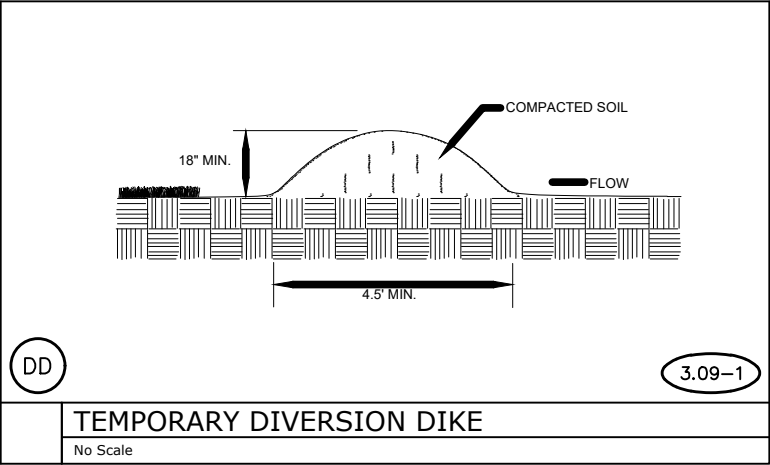 COMPACTED SOIL
18" MIN.
FLOW
4.5' MIN.
DD
3.09-1
TEMPORARY DIVERSION DIKE
No Scale